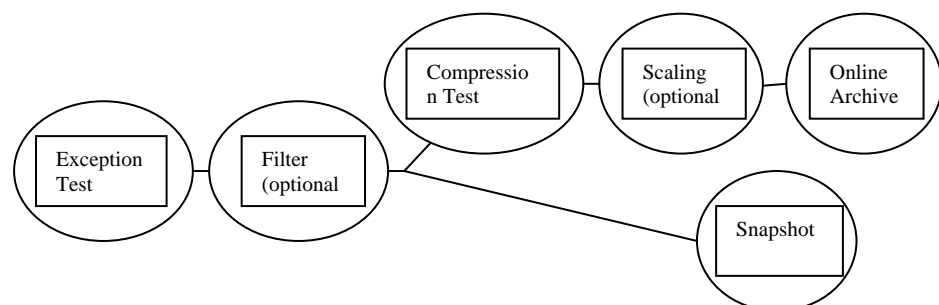 Exception
Test
Filter
(optional
Compressio
n Test
Scaling
(optional
Online
Archive
Snapshot